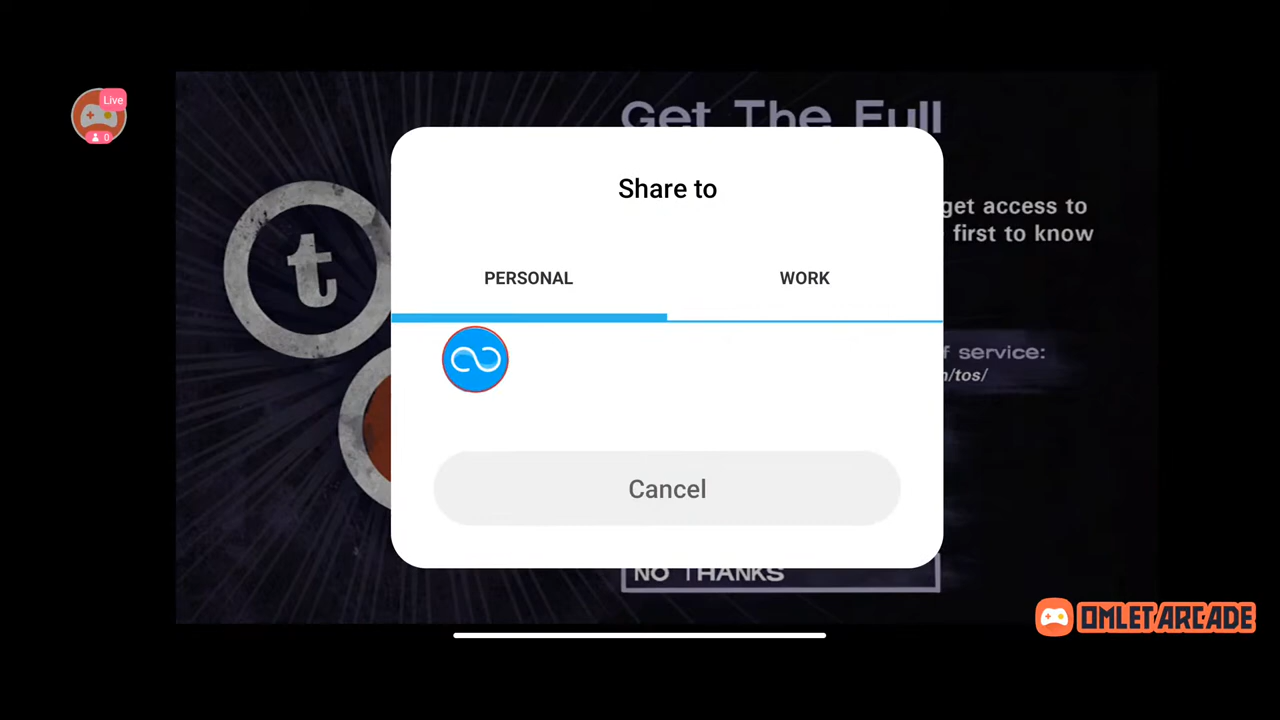 Live
0
Get The Full
Share to
get access to
first to know
PERSONAL
WORK
t
f service:
/tos/
Cancel
NO THANKS
OMLET ARCADE